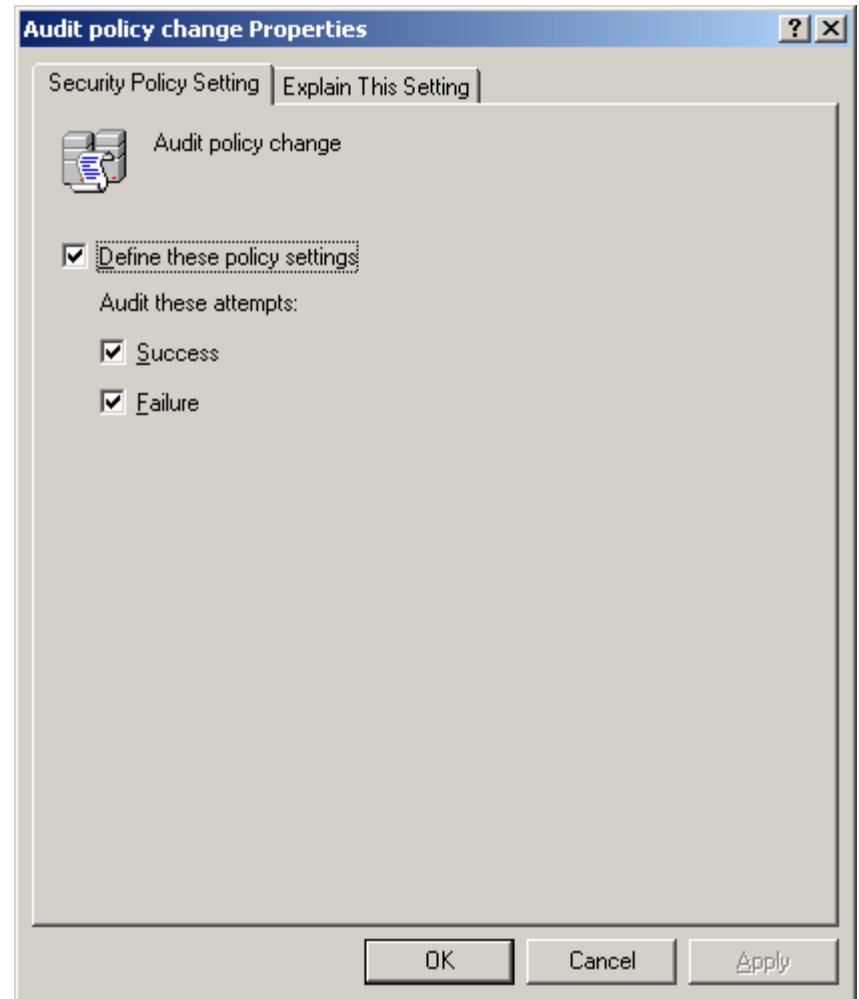 Audit policy change Properties
Security Policy Setting
Explain This Setting
Audit policy change
Define these policy settings
Audit these attempts:
Success
Failure
OK
Cancel
Apply